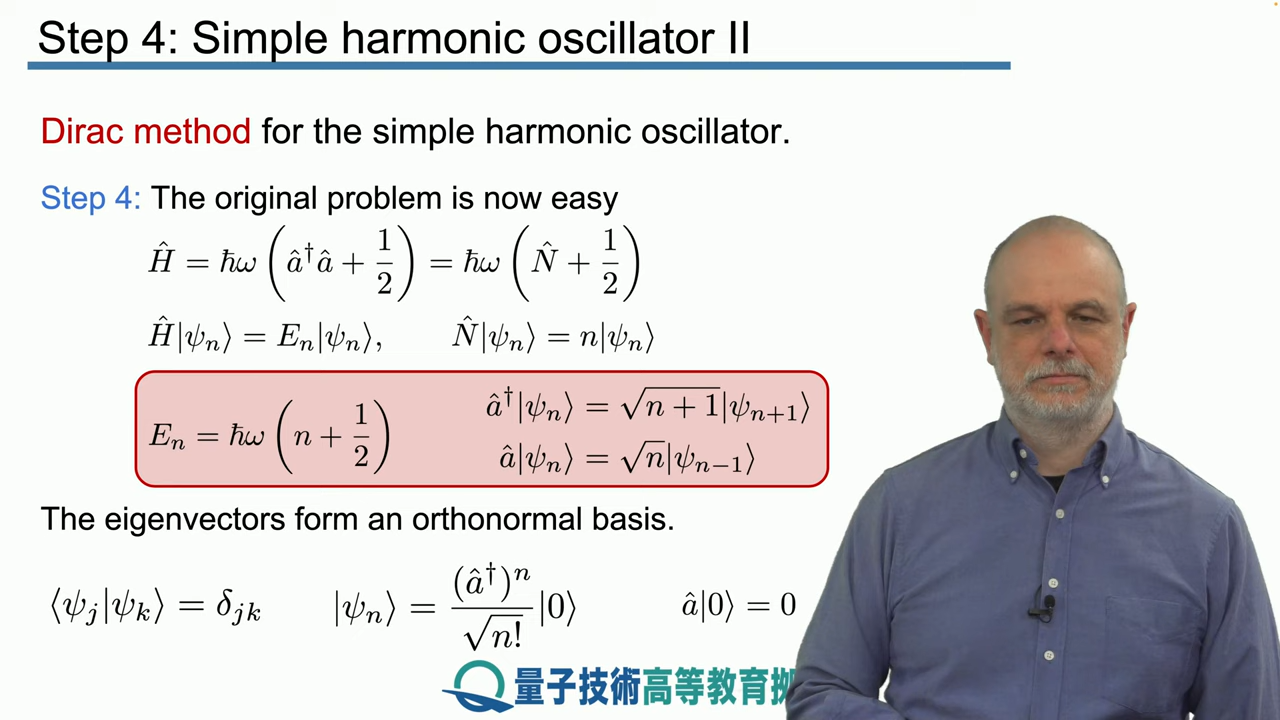 Step 4: Simple harmonic oscillator II
Dirac method for the simple harmonic oscillator.
Step 4: The original problem is now easy
Ĥ = ħω(â†â + 1/2) = ħω(N̂ + 1/2)
Ĥ|ψₙ⟩ = Eₙ|ψₙ⟩, N̂|ψₙ⟩ = n|ψₙ⟩
Eₙ = ħω(n + 1/2)
â†|ψₙ⟩ = √(n+1)|ψₙ₊₁⟩
â|ψₙ⟩ = √n|ψₙ₋₁⟩
The eigenvectors form an orthonormal basis.
⟨ψⱼ|ψₖ⟩ = δⱼₖ |ψₙ⟩ = (â†)ⁿ/√n! |0⟩ â|0⟩ = 0
量子技術高等教育拠